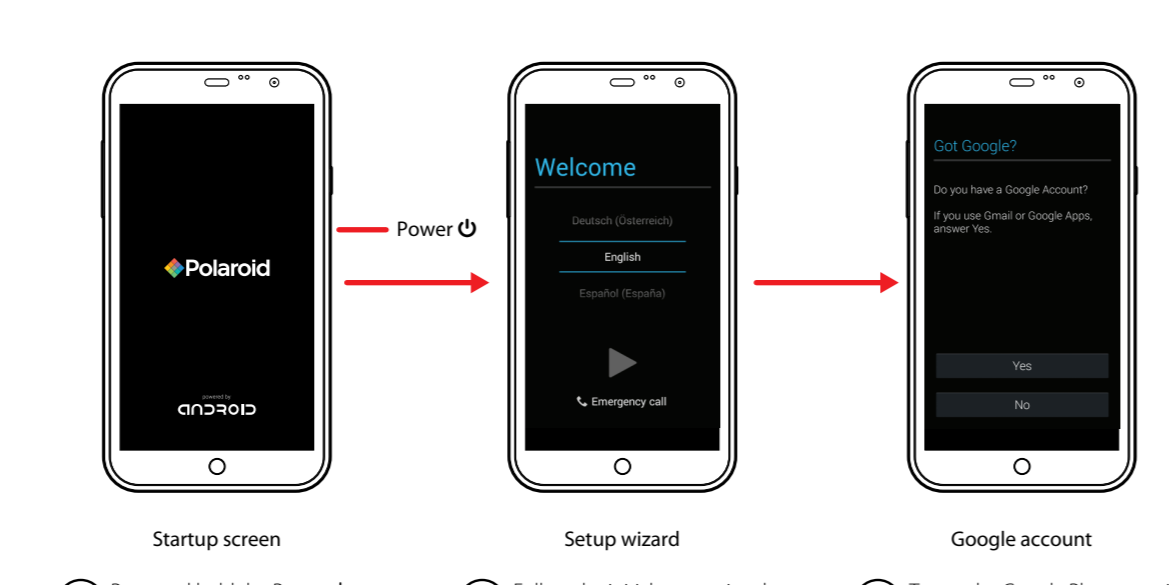 Polaroid
powered by
ANDROID
Power
Welcome
Deutsch (Österreich)
English
Español (España)
Emergency call
Got Google?
Do you have a Google Account?
If you use Gmail or Google Apps,
answer Yes.
Yes
No
Startup screen
Setup wizard
Google account